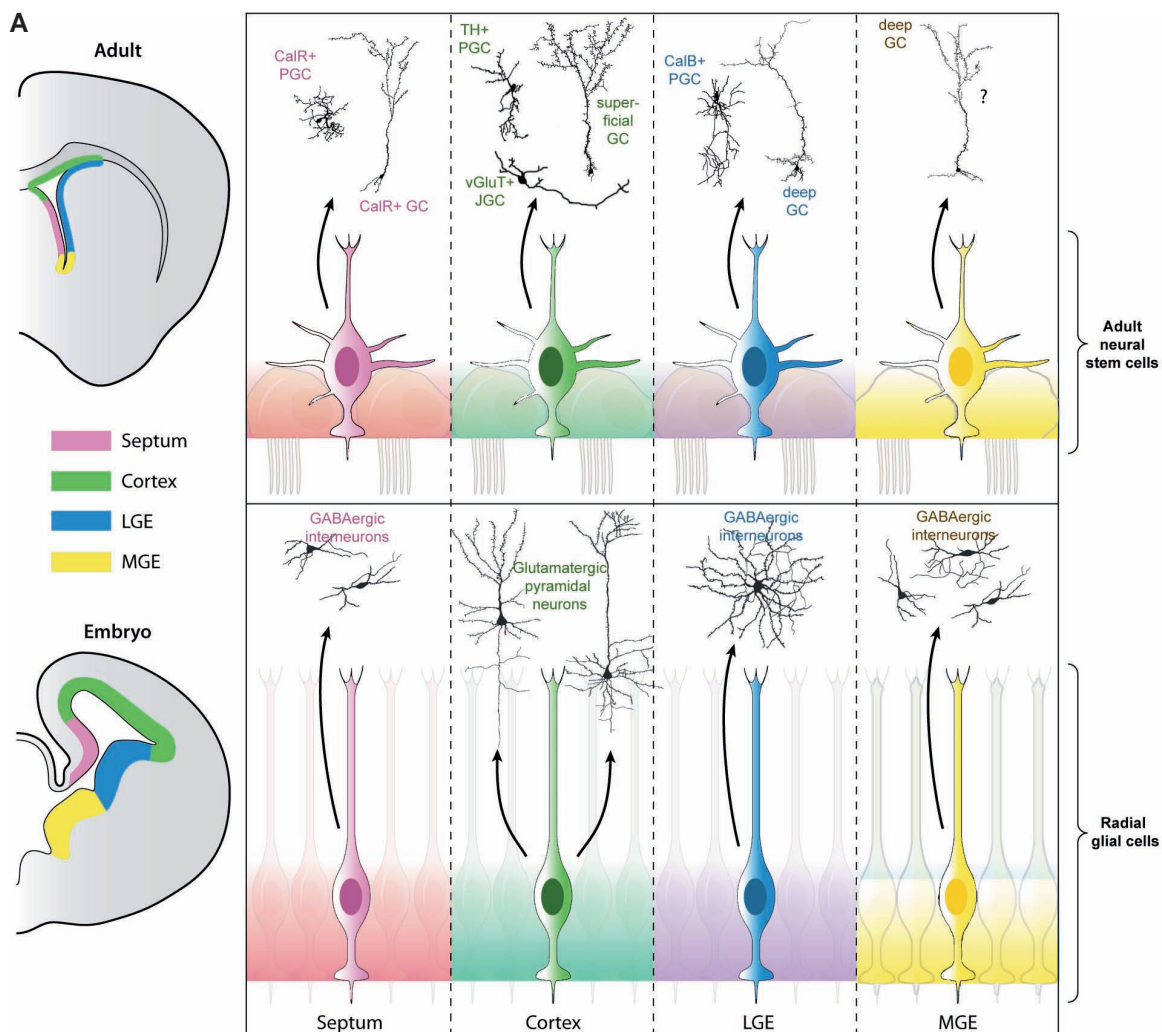 A
Adult
CalR+
PGC
CalR+ GC
TH+
PGC
super-
ficial
GC
vGluT+
JGC
CalB+
PGC
deep
GC
deep
GC
?
Adult
neural
stem cells
Septum
Cortex
LGE
MGE
Embryo
GABAergic
interneurons
Glutamatergic
pyramidal
neurons
GABAergic
interneurons
GABAergic
interneurons
Radial
glial cells
Septum
Cortex
LGE
MGE